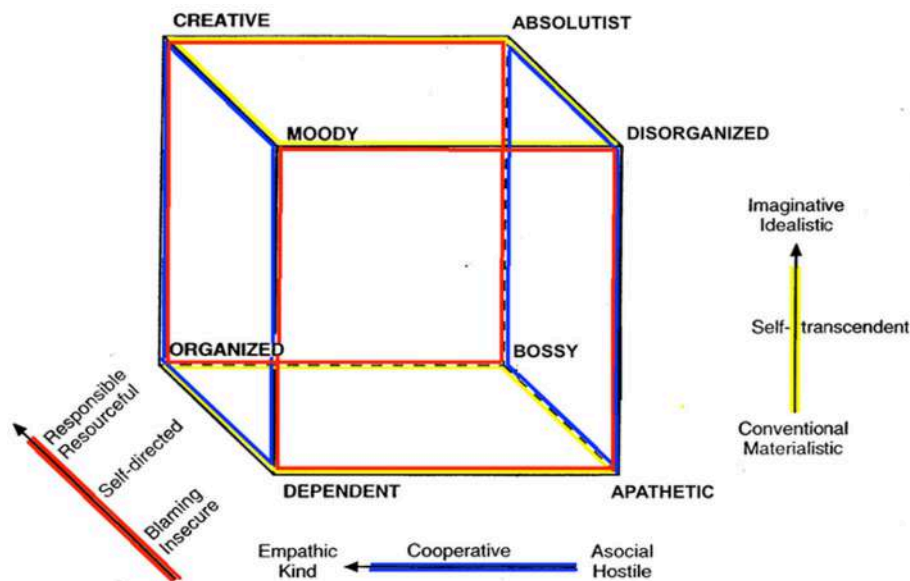 CREATIVE
ABSOLUTIST
MOODY
DISORGANIZED
Imaginative
Idealistic
Self-transcendent
Conventional
Materialistic
ORGANIZED
BOSSY
Responsible
Resourceful
Self-directed
Blaming
Insecure
DEPENDENT
APATHETIC
Empathic
Kind
Cooperative
Asocial
Hostile